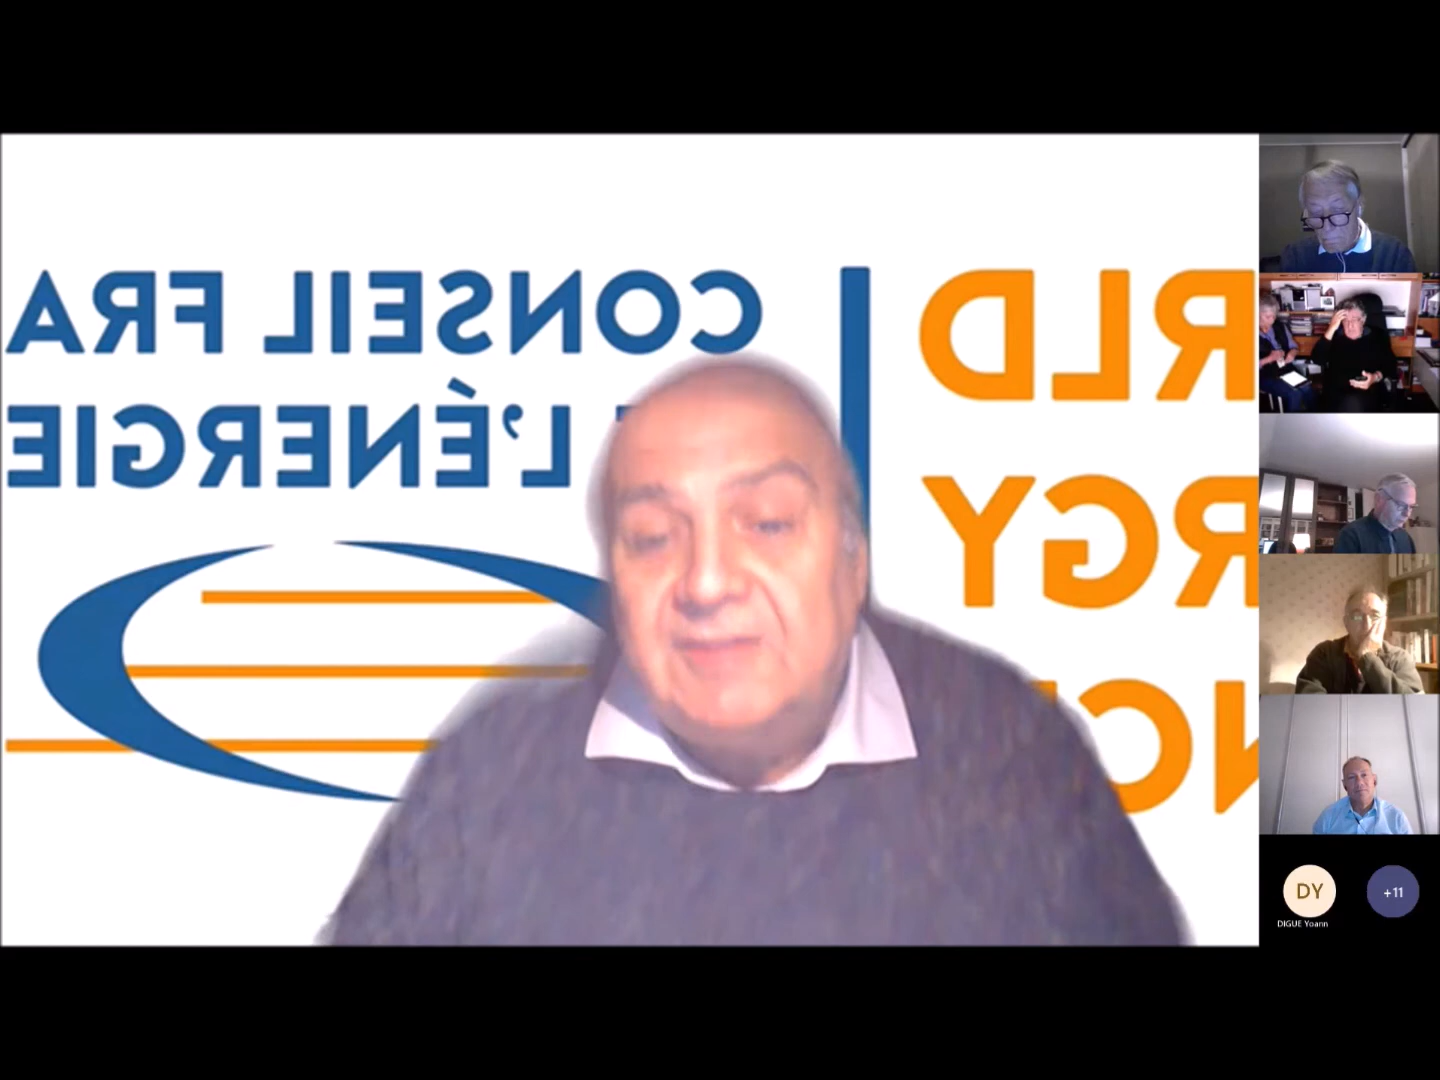 CONSEIL FRA
L'ÉNERGIE
RLD
RGY
NC
DY
+11
DIGUE Yoann